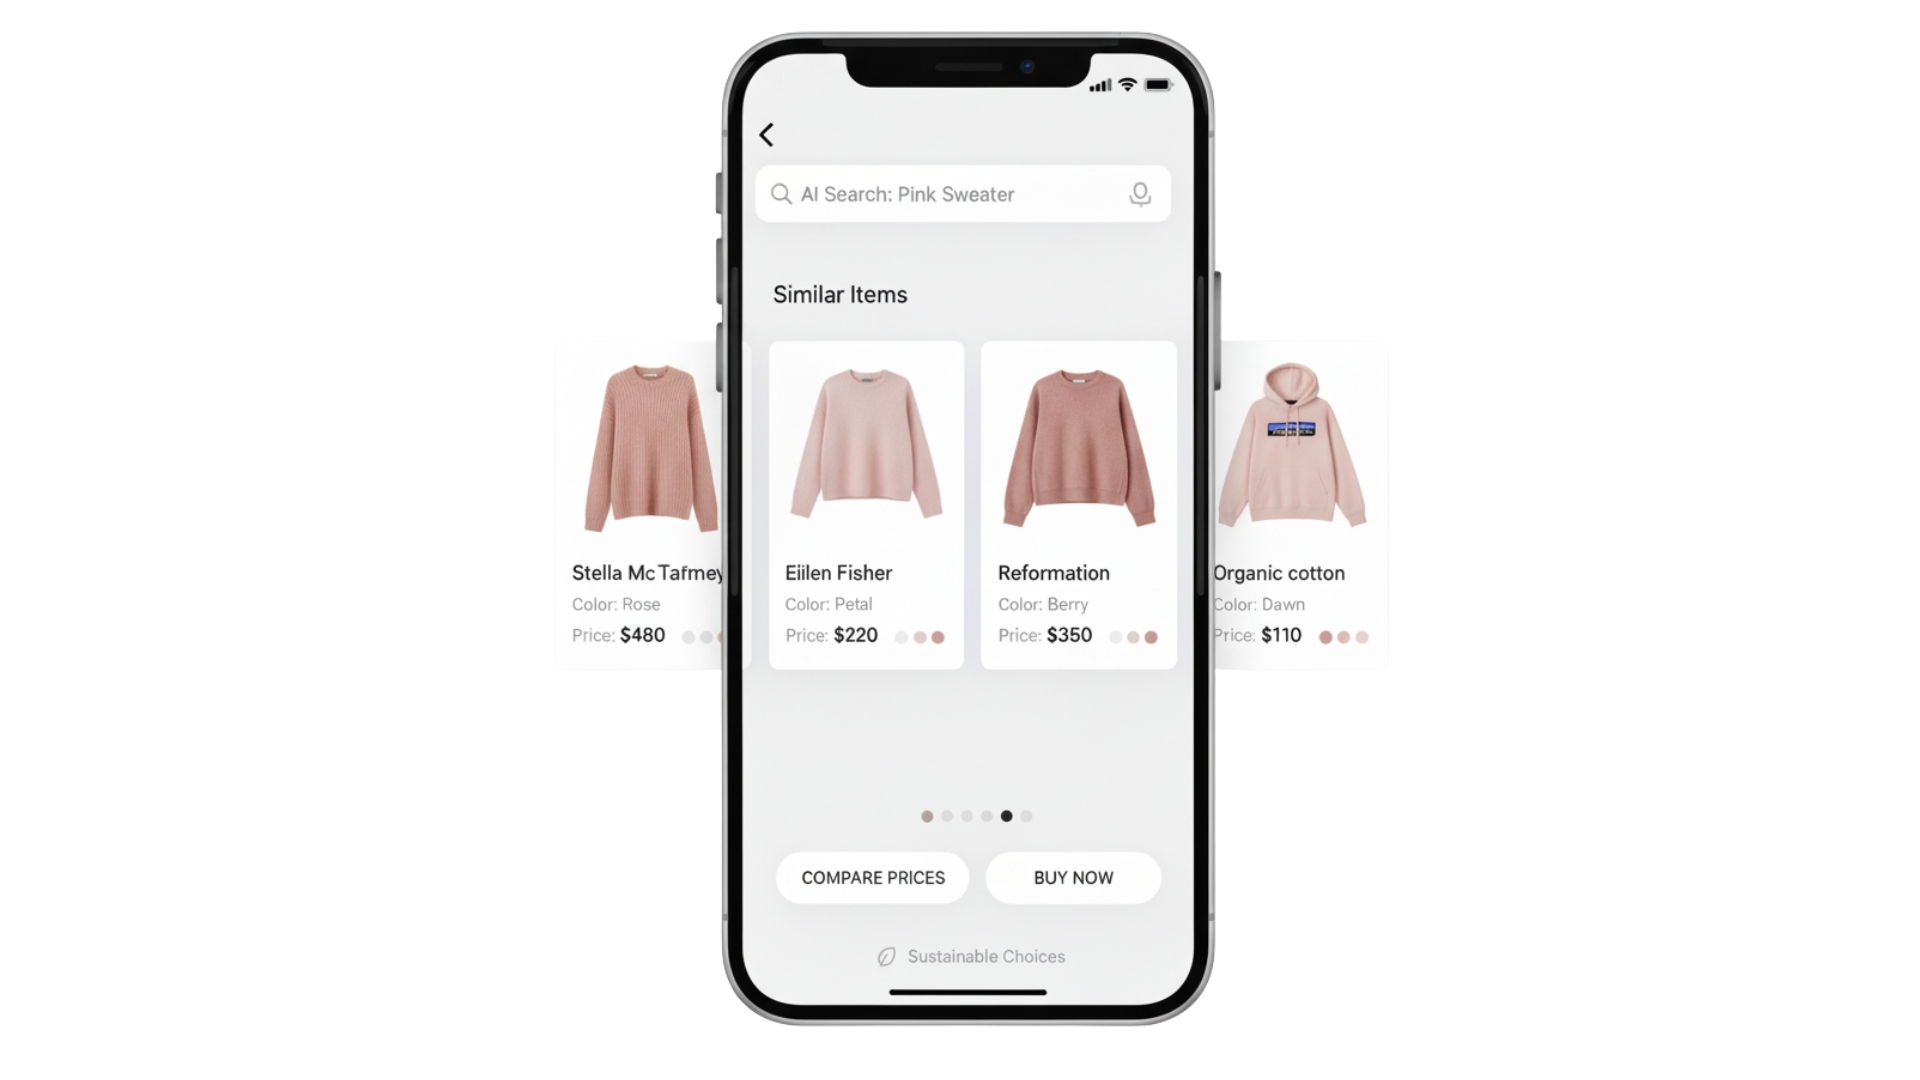 AI Search: Pink Sweater
Similar Items
Stella Mc Tafmey
Color: Rose
Price: $480
Eiilen Fisher
Color: Petal
Price: $220
Reformation
Color: Berry
Price: $350
Organic cotton
Color: Dawn
Price: $110
COMPARE PRICES
BUY NOW
Sustainable Choices